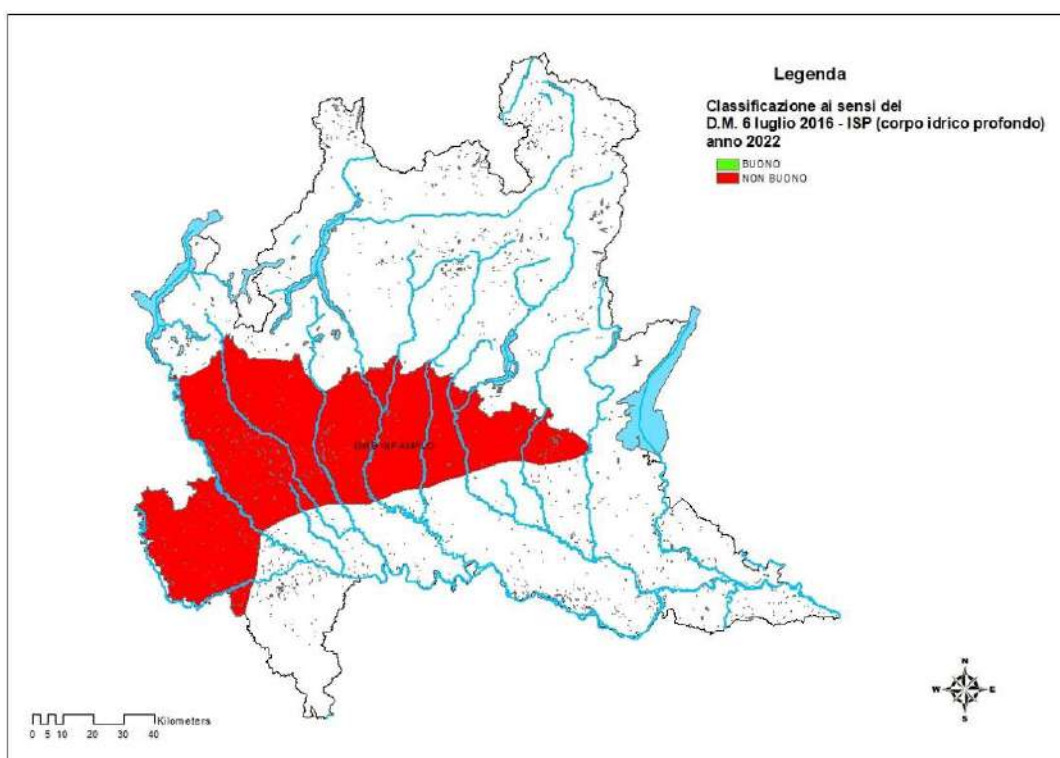 Legenda
Classificazione ai sensi del
D.M. 6 luglio 2016 - ISP (corpo idrico profondo)
anno 2022
BUONO
NON BUONO
N
W E
S
Kilometers
0 5 10 20 30 40